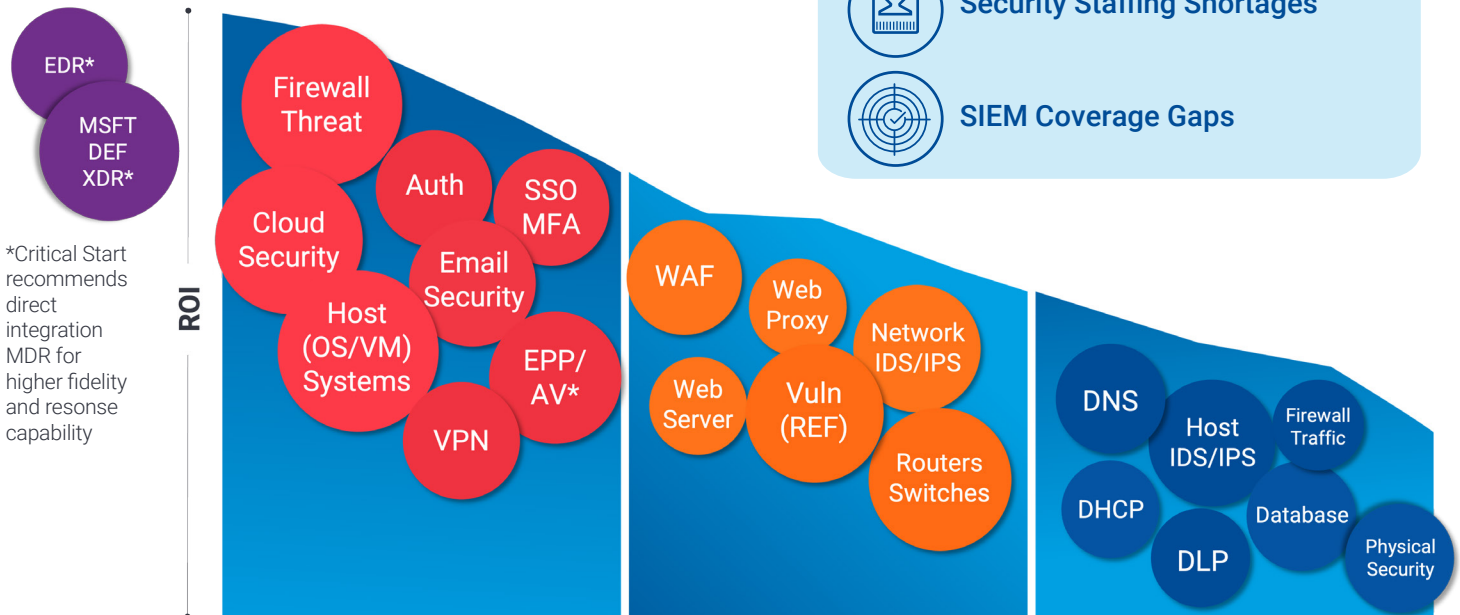 Security Staffing Shortages
SIEM Coverage Gaps
EDR*
MSFT
DEF
XDR*
*Critical Start
recommends
direct
integration
MDR for
higher fidelity
and resonse
capability
ROI
Firewall
Threat
Auth
SSO
MFA
Cloud
Security
Email
Security
Host
(OS/VM)
Systems
EPP/
AV*
VPN
WAF
Web
Proxy
Network
IDS/IPS
Web
Server
Vuln
(REF)
Routers
Switches
DNS
Host
IDS/IPS
Firewall
Traffic
DHCP
Database
DLP
Physical
Security